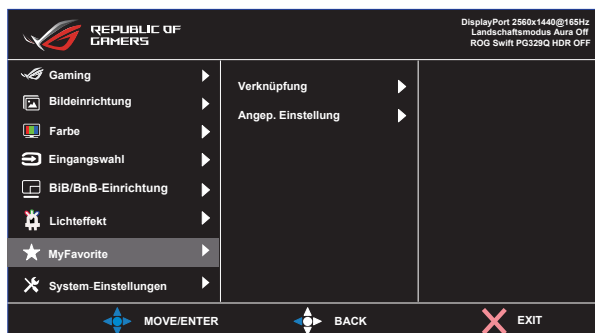 REPUBLIC OF
GAMERS
DisplayPort 2560x1440@165Hz
Landschaftsmodus Aura Off
ROG Swift PG329Q HDR OFF
Gaming
Bildeinrichtung
Farbe
Eingangswahl
BiB/BnB-Einrichtung
Lichteffekt
MyFavorite
System-Einstellungen
Verknüpfung
Angep. Einstellung
MOVE/ENTER
BACK
EXIT